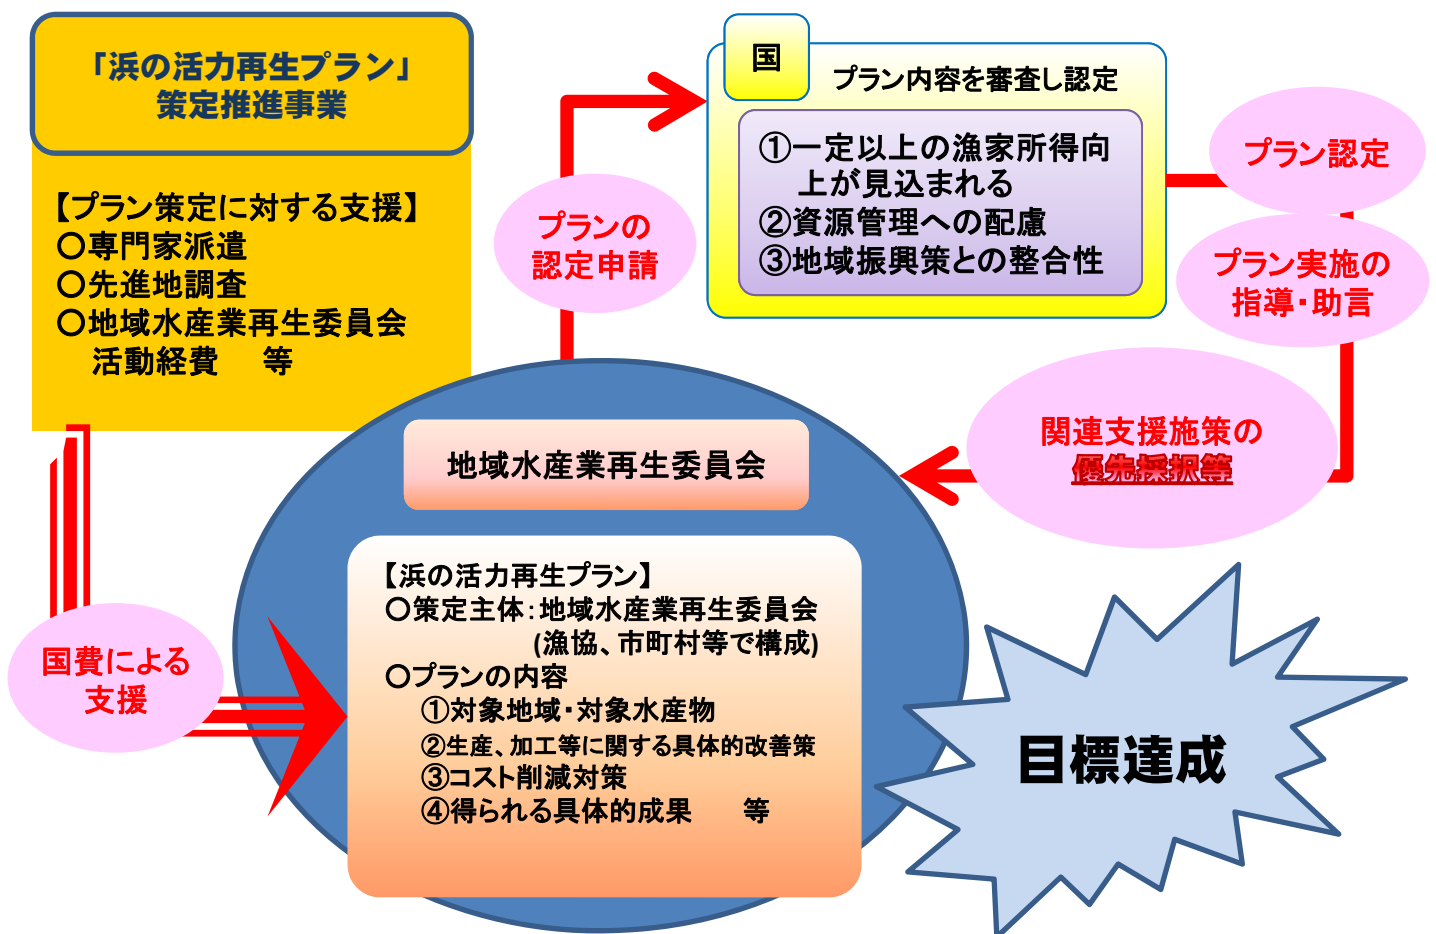 「浜の活力再生プラン」
策定推進事業
【プラン策定に対する支援】
○専門家派遣
○先進地調査
○地域水産業再生委員会
活動経費　等
国費による
支援
プランの
認定申請
国
プラン内容を審査し認定
①一定以上の漁家所得向
上が見込まれる
②資源管理への配慮
③地域振興策との整合性
プラン認定
プラン実施の
指導・助言
関連支援施策の
優先採択等
地域水産業再生委員会
【浜の活力再生プラン】
○策定主体：地域水産業再生委員会
(漁協、市町村等で構成)
○プランの内容
①対象地域・対象水産物
②生産、加工等に関する具体的改善策
③コスト削減対策
④得られる具体的成果　等
目標達成